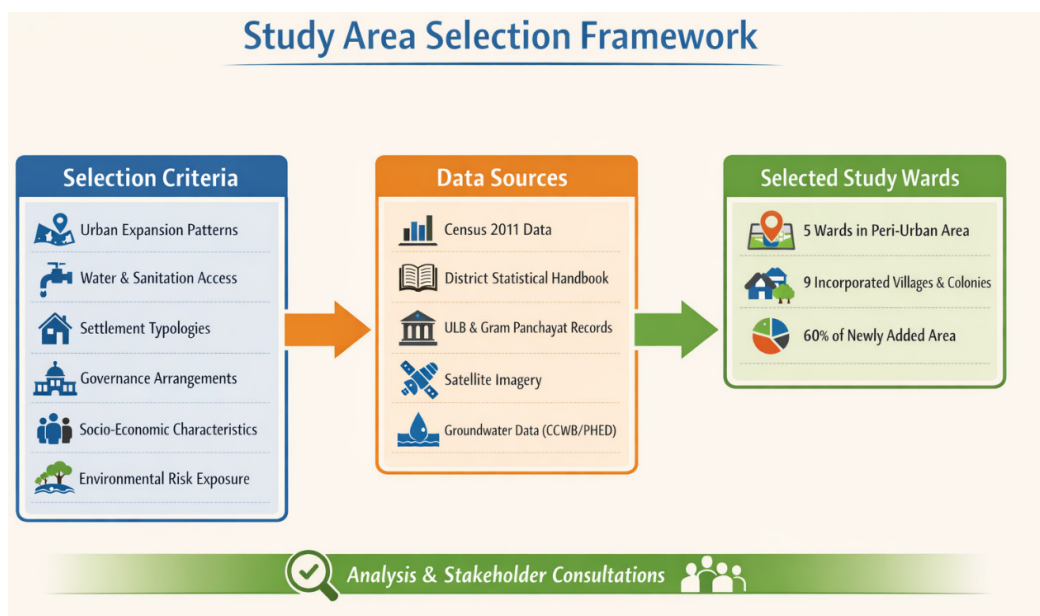 Study Area Selection Framework
Selection Criteria
Urban Expansion Patterns
Water & Sanitation Access
Settlement Typologies
Governance Arrangements
Socio-Economic Characteristics
Environmental Risk Exposure
Data Sources
Census 2011 Data
District Statistical Handbook
ULB & Gram Panchayat Records
Satellite Imagery
Groundwater Data (CCWB/PHED)
Selected Study Wards
5 Wards in Peri-Urban Area
9 Incorporated Villages & Colonies
60% of Newly Added Area
Analysis & Stakeholder Consultations